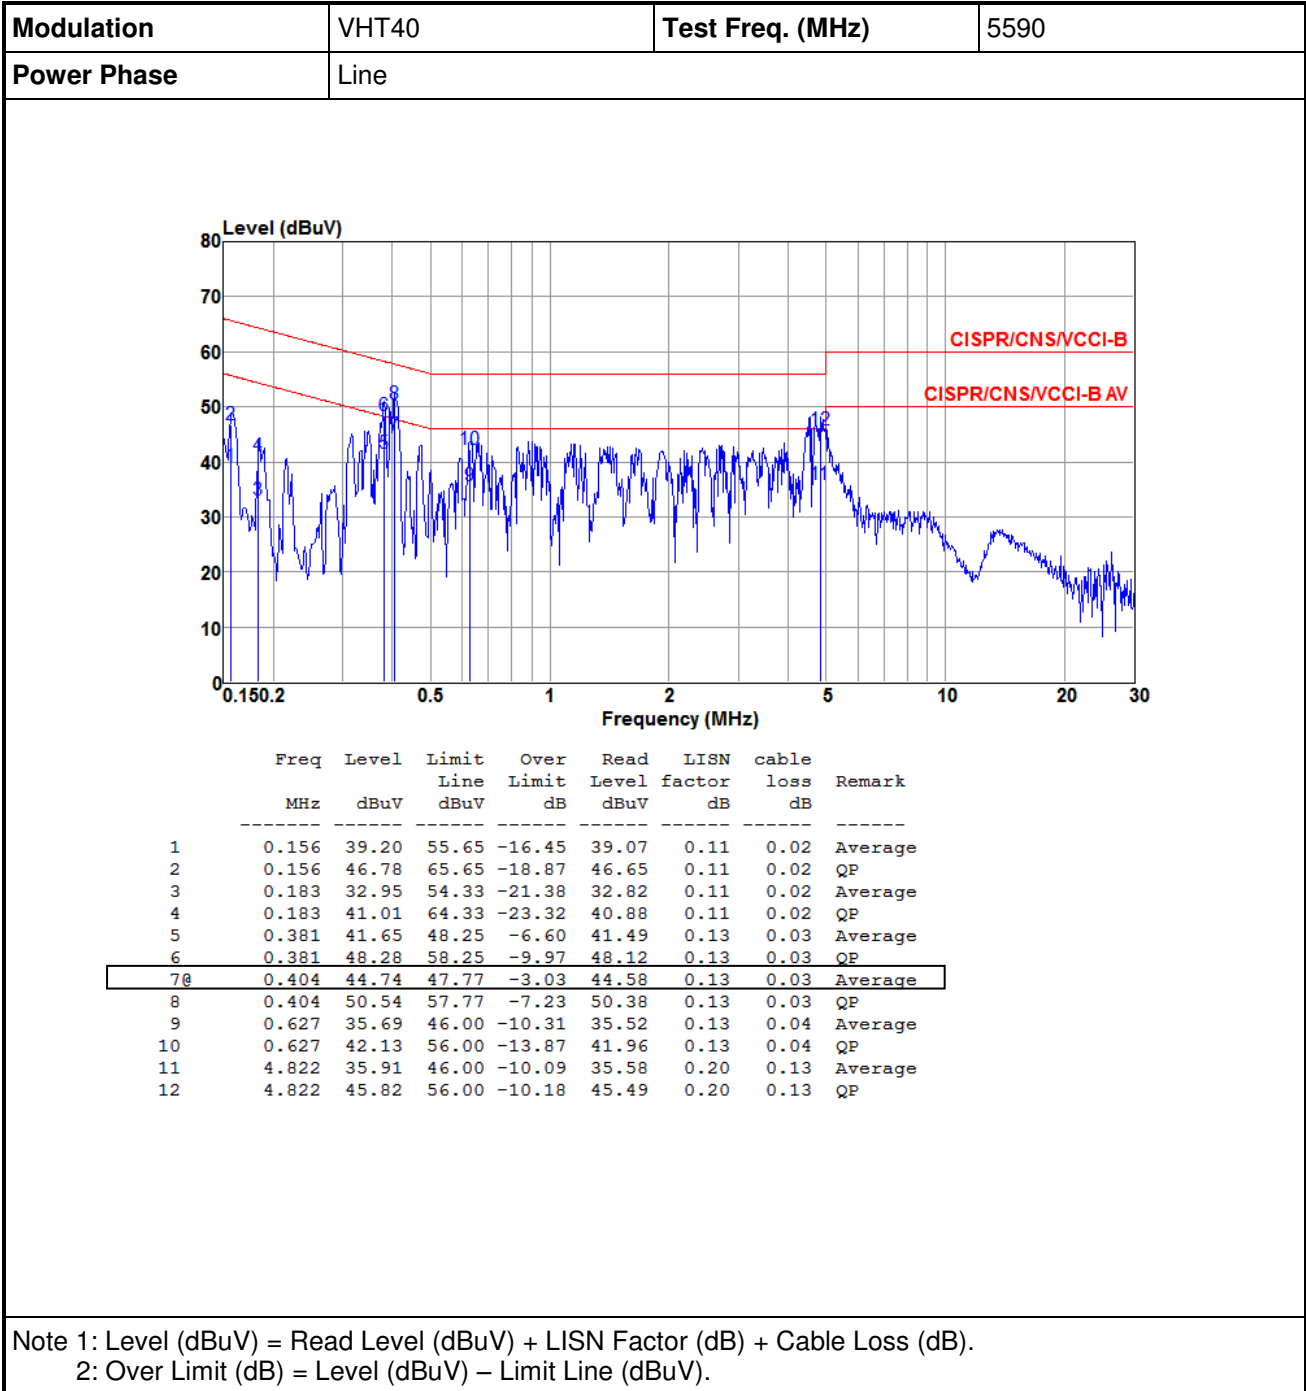 Modulation VHT40 Test Freq. (MHz) 5590
Power Phase Line
Level (dBuV)
80
70
60
50
40
30
20
10
0
CISPR/CNS/VCCI-B
CISPR/CNS/VCCI-B AV
2
4
3
6
5
8
7
10
9
12
11
0.150.2 0.5 1 2 5 10 20 30
Frequency (MHz)
Freq Level Limit Over Read LISN cable
Line Limit Level factor loss Remark
MHz dBuV dBuV dB dBuV dB dB
------- ------ ------ ------ ------ ------ ------ ------
1 0.156 39.20 55.65 -16.45 39.07 0.11 0.02 Average
2 0.156 46.78 65.65 -18.87 46.65 0.11 0.02 QP
3 0.183 32.95 54.33 -21.38 32.82 0.11 0.02 Average
4 0.183 41.01 64.33 -23.32 40.88 0.11 0.02 QP
5 0.381 41.65 48.25 -6.60 41.49 0.13 0.03 Average
6 0.381 48.28 58.25 -9.97 48.12 0.13 0.03 QP
7@ 0.404 44.74 47.77 -3.03 44.58 0.13 0.03 Average
8 0.404 50.54 57.77 -7.23 50.38 0.13 0.03 QP
9 0.627 35.69 46.00 -10.31 35.52 0.13 0.04 Average
10 0.627 42.13 56.00 -13.87 41.96 0.13 0.04 QP
11 4.822 35.91 46.00 -10.09 35.58 0.20 0.13 Average
12 4.822 45.82 56.00 -10.18 45.49 0.20 0.13 QP
Note 1: Level (dBuV) = Read Level (dBuV) + LISN Factor (dB) + Cable Loss (dB).
2: Over Limit (dB) = Level (dBuV) – Limit Line (dBuV).